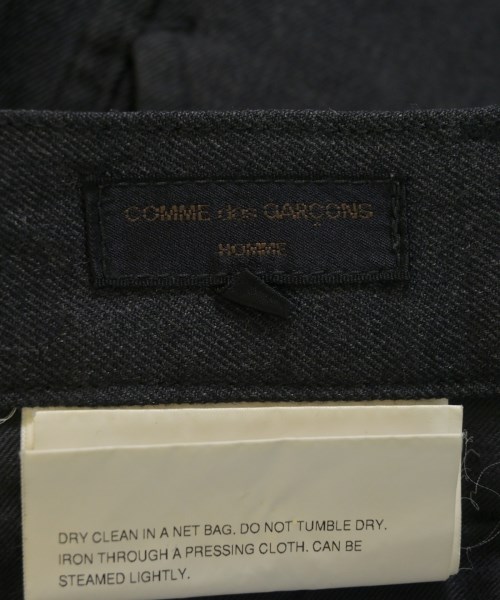 COMME des GARCONS
HOMME
DRY CLEAN IN A NET BAG. DO NOT TUMBLE DRY.
IRON THROUGH A PRESSING CLOTH. CAN BE
STEAMED LIGHTLY.